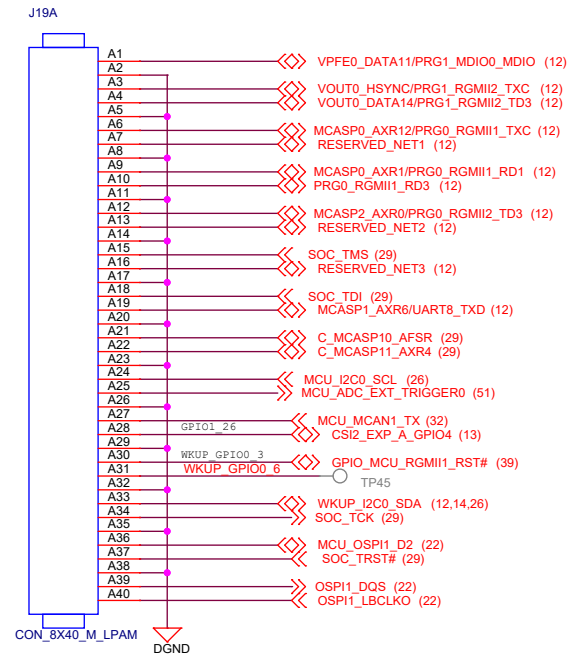 J19A
A1 VPFE0_DATA11/PRG1_MDIO0_MDIO (12)
A2
A3 VOUT0_HSYNC/PRG1_RGMII2_TXC (12)
A4 VOUT0_DATA14/PRG1_RGMII2_TD3 (12)
A5
A6 MCASP0_AXR12/PRG0_RGMII1_TXC (12)
A7 RESERVED_NET1 (12)
A8
A9 MCASP0_AXR1/PRG0_RGMII1_RD1 (12)
A10 PRG0_RGMII1_RD3 (12)
A11
A12 MCASP2_AXR0/PRG0_RGMII2_TD3 (12)
A13 RESERVED_NET2 (12)
A14
A15 SOC_TMS (29)
A16 RESERVED_NET3 (12)
A17
A18 SOC_TDI (29)
A19 MCASP1_AXR6/UART8_TXD (12)
A20
A21 C_MCASP10_AFSR (29)
A22 C_MCASP11_AXR4 (29)
A23
A24 MCU_I2C0_SCL (26)
A25 MCU_ADC_EXT_TRIGGER0 (51)
A26
A27 MCU_MCAN1_TX (32)
A28 GPIO1_26 CSI2_EXP_A_GPIO4 (13)
A29
A30 WKUP_GPIO0_3 GPIO_MCU_RGMII1_RST# (39)
A31 WKUP_GPIO0_6 TP45
A32
A33 WKUP_I2C0_SDA (12,14,26)
A34 SOC_TCK (29)
A35
A36 MCU_OSPI1_D2 (22)
A37 SOC_TRST# (29)
A38
A39 OSPI1_DQS (22)
A40 OSPI1_LBCLKO (22)
CON_8X40_M_LPAM
DGND